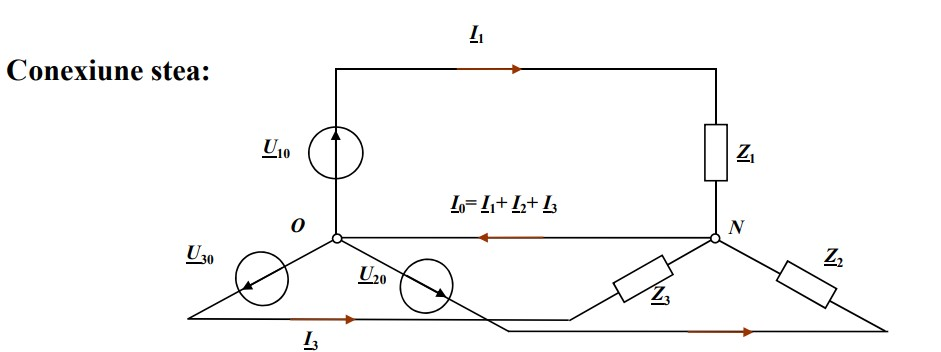 I₁
Conexiune stea:
U₁₀
Z₁
I₀= I₁+ I₂+ I₃
O
N
U₃₀
U₂₀
Z₂
Z₃
I₃